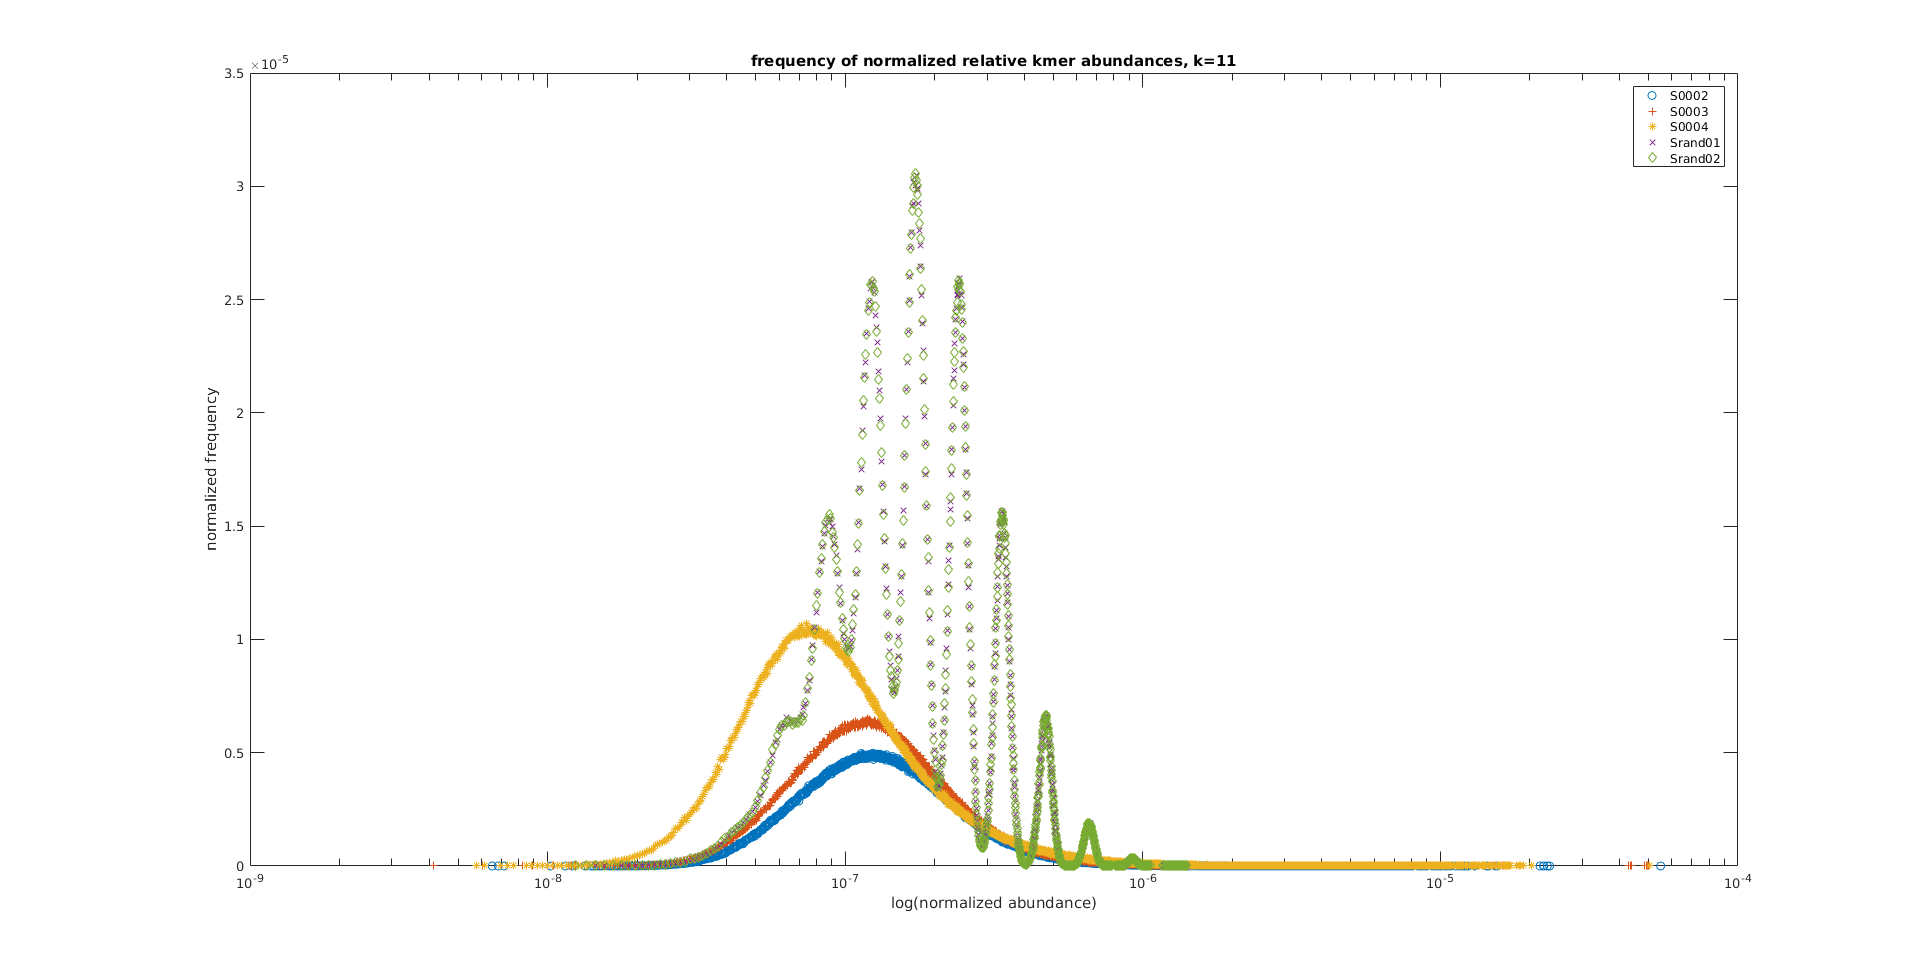 frequency of normalized relative kmer abundances, k=11
×10^-5
3.5
3
2.5
2
1.5
1
0.5
0
normalized frequency
10^-9
10^-8
10^-7
10^-6
10^-5
10^-4
log(normalized abundance)
S0002
S0003
S0004
Srand01
Srand02